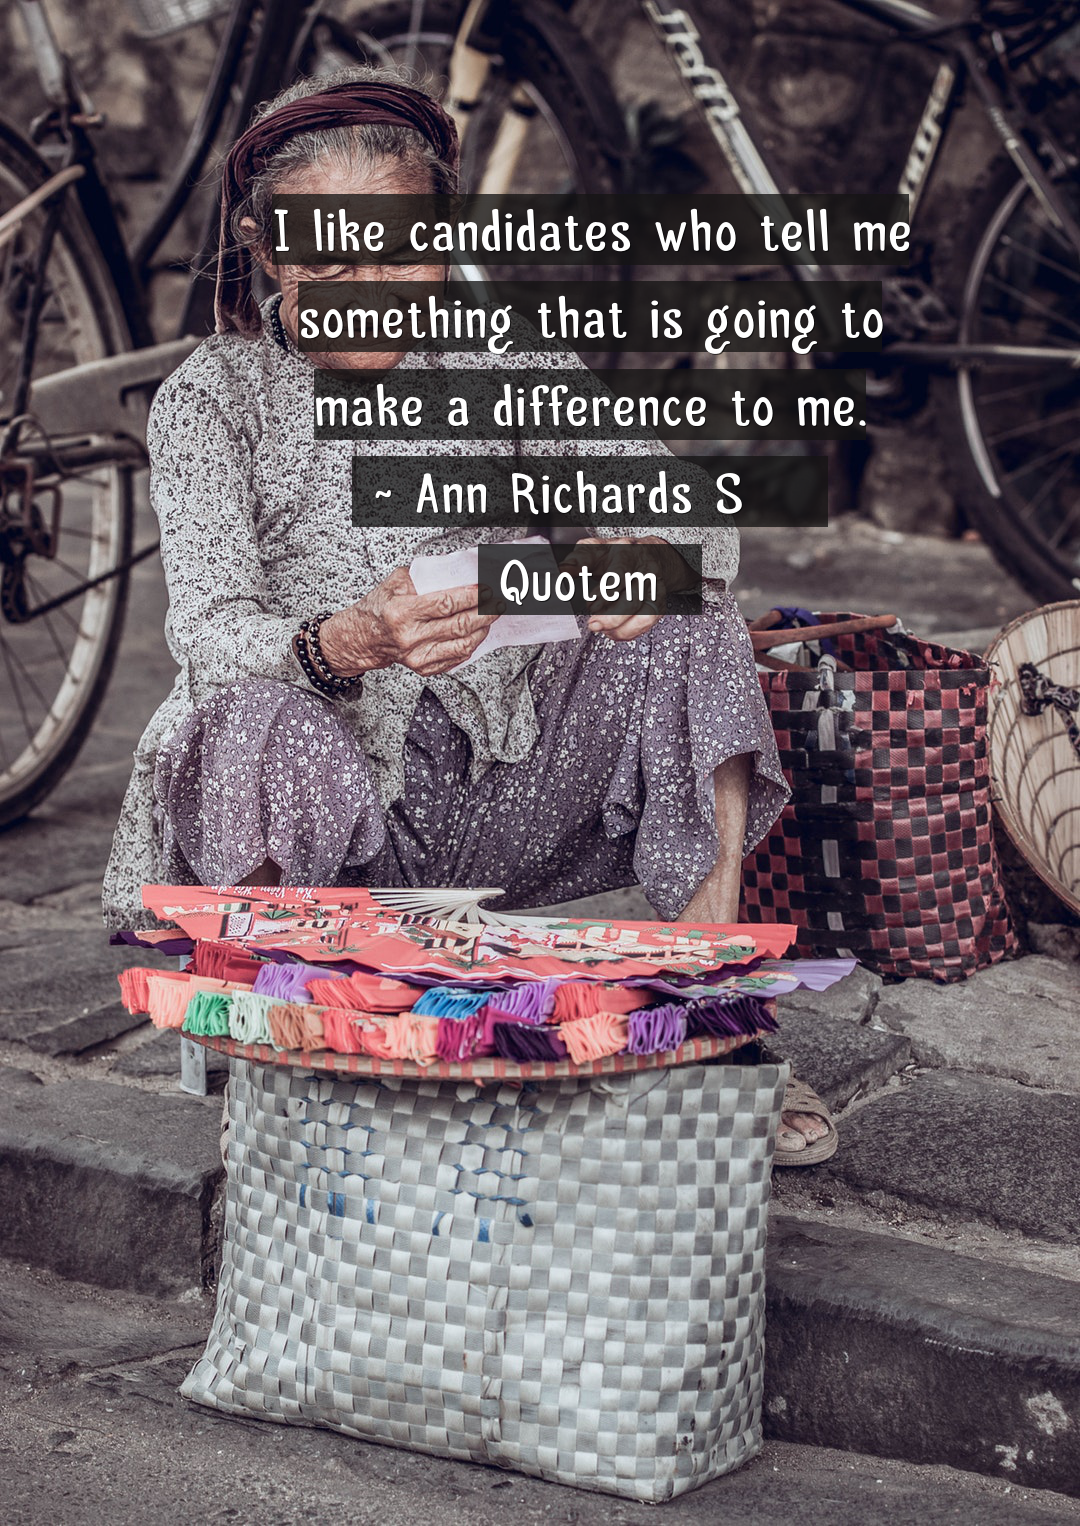 I like candidates who tell me
something that is going to
make a difference to me.
~ Ann Richards S
Quotem